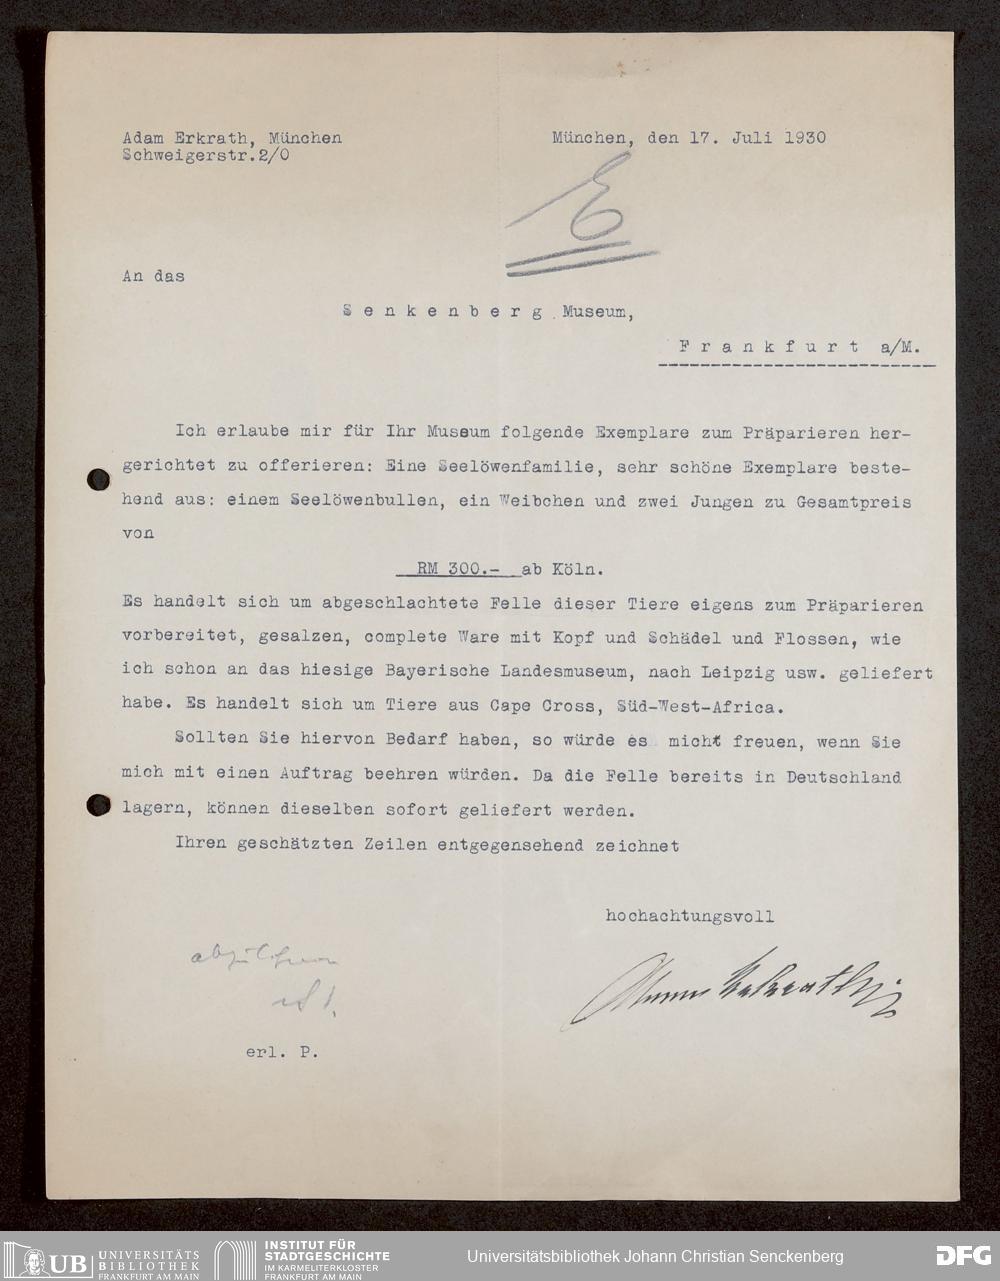 Adam Erkrath, München
Schweigerstr.2/0
München, den 17. Juli 1930
E
An das
S e n k e n b e r g Museum,
F r a n k f u r t a/M.
Ich erlaube mir für Ihr Museum folgende Exemplare zum Präparieren her-
gerichtet zu offerieren: Eine Seelöwenfamilie, sehr schöne Exemplare beste-
hend aus: einem Seelöwenbullen, ein Weibchen und zwei Jungen zu Gesamtpreis
von
RM 300.- ab Köln.
Es handelt sich um abgeschlachtete Felle dieser Tiere eigens zum Präparieren
vorbereitet, gesalzen, complete Ware mit Kopf und Schädel und Flossen, wie
ich schon an das hiesige Bayerische Landesmuseum, nach Leipzig usw. geliefert
habe. Es handelt sich um Tiere aus Cape Cross, Süd-West-Africa.
Sollten Sie hiervon Bedarf haben, so würde es micht freuen, wenn Sie
mich mit einen Auftrag beehren würden. Da die Felle bereits in Deutschland
lagern, können dieselben sofort geliefert werden.
Ihren geschätzten Zeilen entgegensehend zeichnet
hochachtungsvoll
Adam Erkrath
erl. P.
UB UNIVERSITÄTS
BIBLIOTHEK
FRANKFURT AM MAIN
INSTITUT FÜR
STADTGESCHICHTE
IM KARMELITERKLOSTER
FRANKFURT AM MAIN
Universitätsbibliothek Johann Christian Senckenberg
DFG